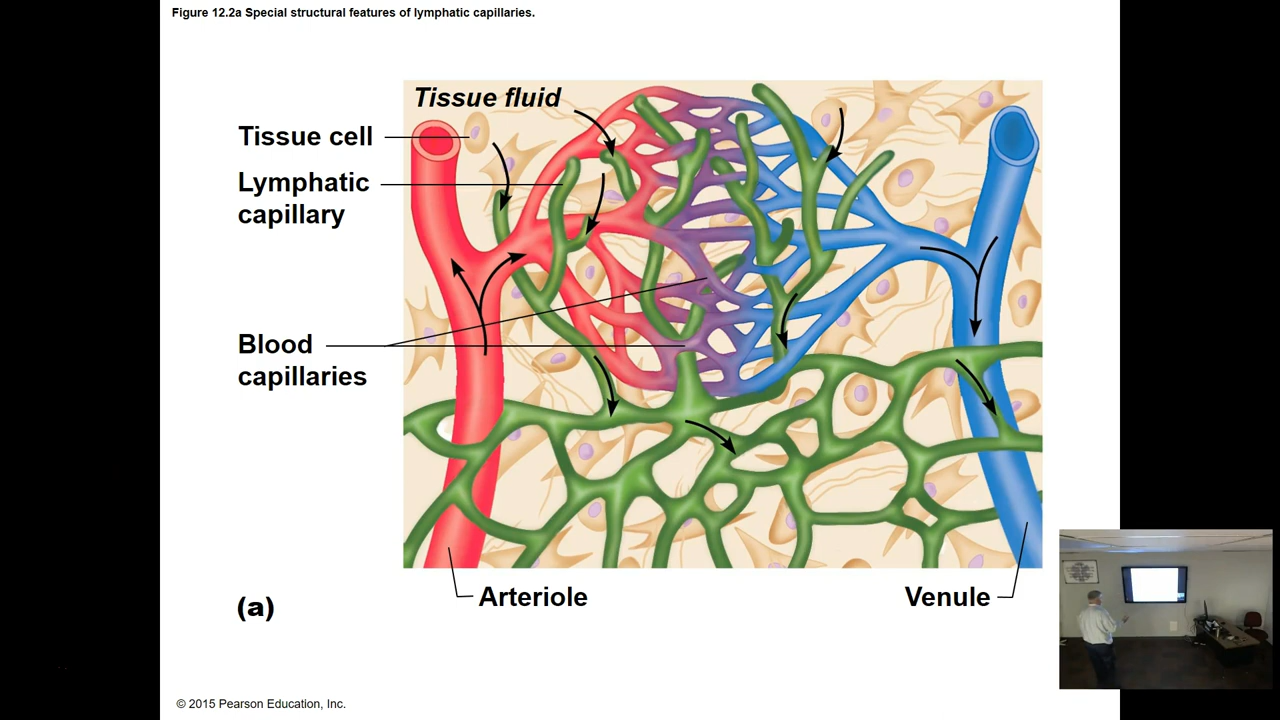 Figure 12.2a Special structural features of lymphatic capillaries.
Tissue fluid
Tissue cell
Lymphatic
capillary
Blood
capillaries
Arteriole
Venule
(a)
© 2015 Pearson Education, Inc.